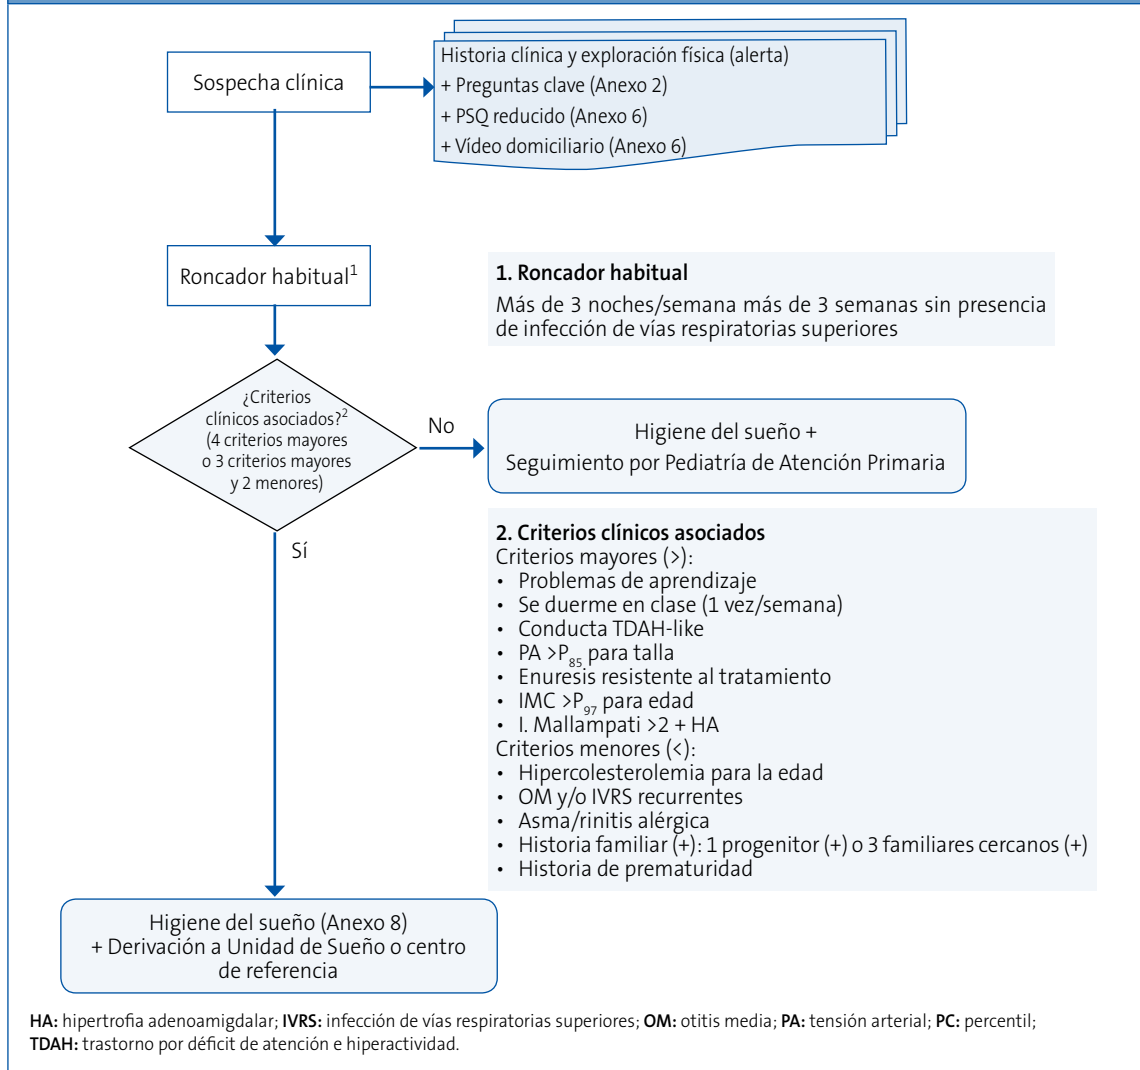 Sospecha clínica
Historia clínica y exploración física (alerta)
+ Preguntas clave (Anexo 2)
+ PSQ reducido (Anexo 6)
+ Vídeo domiciliario (Anexo 6)
Roncador habitual1
1. Roncador habitual
Más de 3 noches/semana más de 3 semanas sin presencia
de infección de vías respiratorias superiores
¿Criterios
clínicos asociados?2
(4 criterios mayores
o 3 criterios mayores
y 2 menores)
No
Higiene del sueño +
Seguimiento por Pediatría de Atención Primaria
Sí
2. Criterios clínicos asociados
Criterios mayores (>):
• Problemas de aprendizaje
• Se duerme en clase (1 vez/semana)
• Conducta TDAH-like
• PA >P85 para talla
• Enuresis resistente al tratamiento
• IMC >P97 para edad
• I. Mallampati >2 + HA
Criterios menores (<):
• Hipercolesterolemia para la edad
• OM y/o IVRS recurrentes
• Asma/rinitis alérgica
• Historia familiar (+): 1 progenitor (+) o 3 familiares cercanos (+)
• Historia de prematuridad
Higiene del sueño (Anexo 8)
+ Derivación a Unidad de Sueño o centro
de referencia
HA: hipertrofia adenoamigdalar; IVRS: infección de vías respiratorias superiores; OM: otitis media; PA: tensión arterial; PC: percentil;
TDAH: trastorno por déficit de atención e hiperactividad.